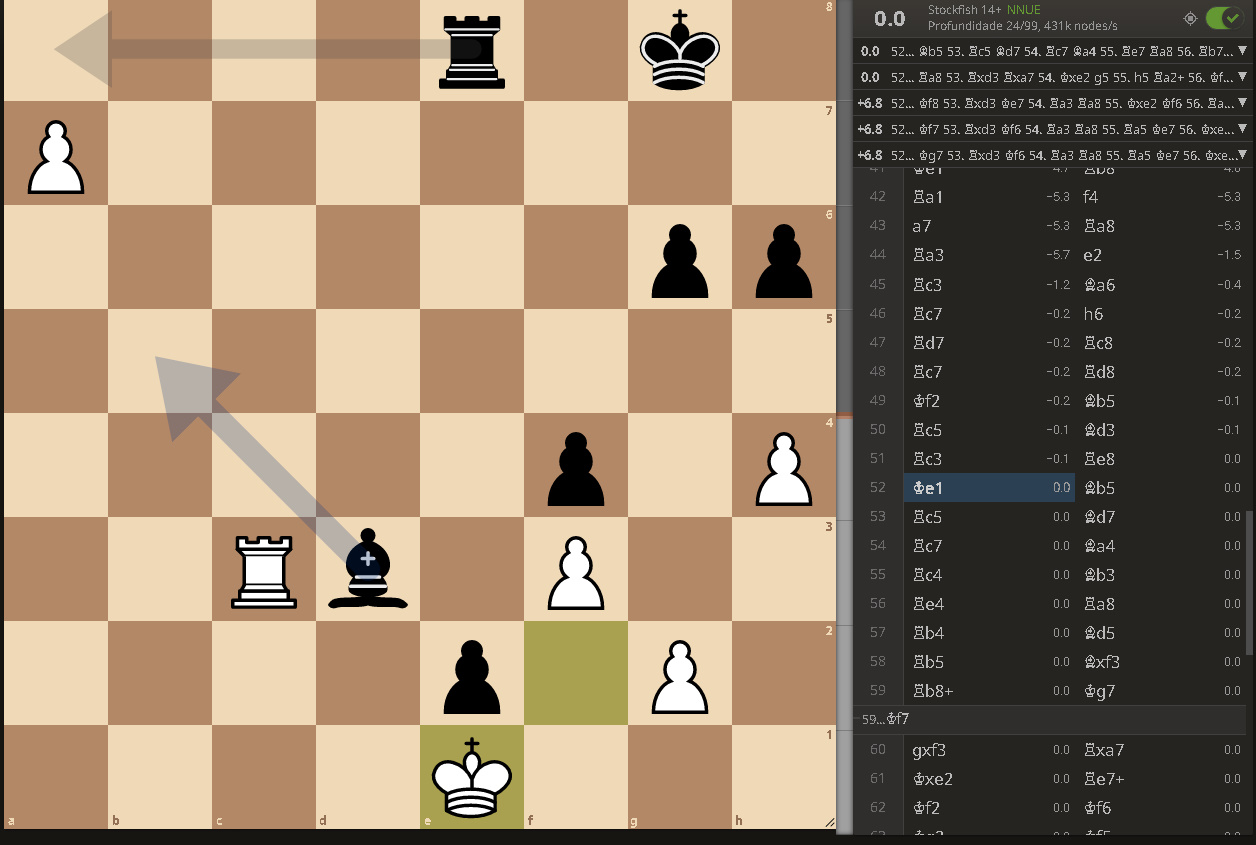 8
7
6
5
4
3
2
1
a b c d e f g h
0.0 Stockfish 14+ NNUE
Profundidade 24/99, 431k nodes/s
0.0 52... ♝b5 53. ♖c5 ♝d7 54. ♖c7 ♝a4 55. ♖e7 ♖a8 56. ♖b7... ▼
0.0 52... ♖a8 53. ♖xd3 ♖xa7 54. ♔xe2 g5 55. h5 ♖a2+ 56. ♔f... ▼
+6.8 52... ♔f8 53. ♖xd3 ♔e7 54. ♖a3 ♖a8 55. ♔xe2 ♔f6 56. ♖a... ▼
+6.8 52... ♔f7 53. ♖xd3 ♔f6 54. ♖a3 ♖a8 55. ♖a5 ♔e7 56. ♔xe... ▼
+6.8 52... ♔g7 53. ♖xd3 ♔f6 54. ♖a3 ♖a8 55. ♖a5 ♔e7 56. ♔xe... ▼
42 ♖a1 −5.3 f4 −5.3
43 a7 −5.3 ♖a8 −5.3
44 ♖a3 −5.7 e2 −1.5
45 ♖c3 −1.2 ♗a6 −0.4
46 ♖c7 −0.2 h6 −0.2
47 ♖d7 −0.2 ♖c8 −0.2
48 ♖c7 −0.2 ♖d8 −0.2
49 ♔f2 −0.2 ♗b5 −0.1
50 ♖c5 −0.1 ♗d3 −0.1
51 ♖c3 −0.1 ♖e8 0.0
52 ♔e1 0.0 ♗b5 0.0
53 ♖c5 0.0 ♗d7 0.0
54 ♖c7 0.0 ♗a4 0.0
55 ♖c4 0.0 ♗b3 0.0
56 ♖e4 0.0 ♖a8 0.0
57 ♖b4 0.0 ♗d5 0.0
58 ♖b5 0.0 ♗xf3 0.0
59 ♖b8+ 0.0 ♔g7 0.0
59...♔f7
60 gxf3 0.0 ♖xa7 0.0
61 ♔xe2 0.0 ♖e7+ 0.0
62 ♔f2 0.0 ♔f6 0.0